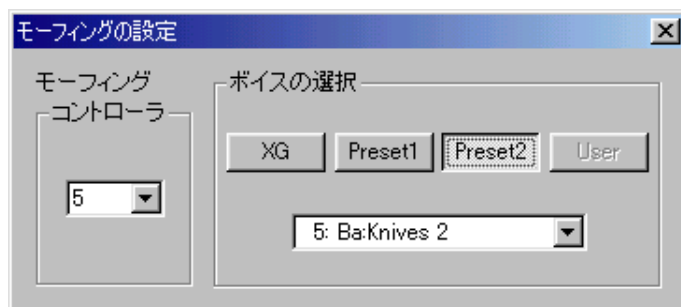 モーフィングの設定
モーフィング
コントローラ
5
ボイスの選択
XG
Preset1
Preset2
User
5: Ba:Knives 2